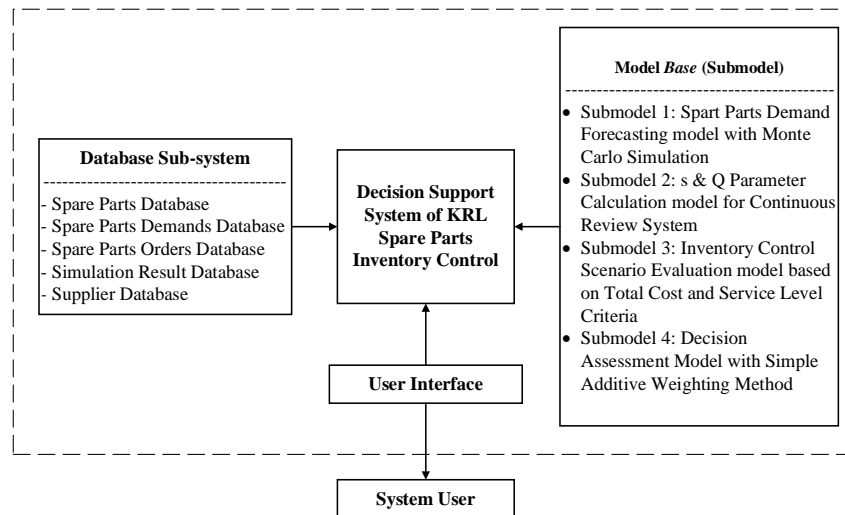 Database Sub-system
- Spare Parts Database
- Spare Parts Demands Database
- Spare Parts Orders Database
- Simulation Result Database
- Supplier Database
Decision Support
System of KRL
Spare Parts
Inventory Control
Model Base (Submodel)
• Submodel 1: Spart Parts Demand
Forecasting model with Monte
Carlo Simulation
• Submodel 2: s & Q Parameter
Calculation model for Continuous
Review System
• Submodel 3: Inventory Control
Scenario Evaluation model based
on Total Cost and Service Level
Criteria
• Submodel 4: Decision
Assessment Model with Simple
Additive Weighting Method
User Interface
System User